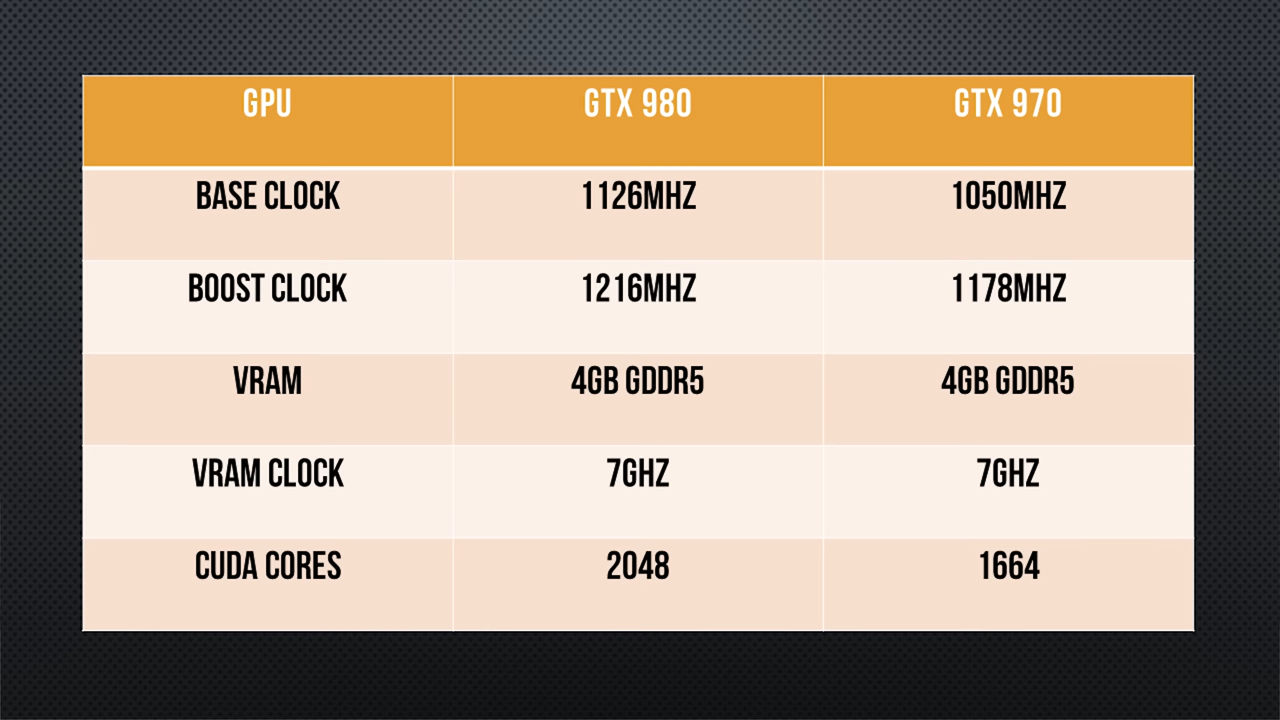 GPU GTX 980 GTX 970
BASE CLOCK 1126MHZ 1050MHZ
BOOST CLOCK 1216MHZ 1178MHZ
VRAM 4GB GDDR5 4GB GDDR5
VRAM CLOCK 7GHZ 7GHZ
CUDA CORES 2048 1664